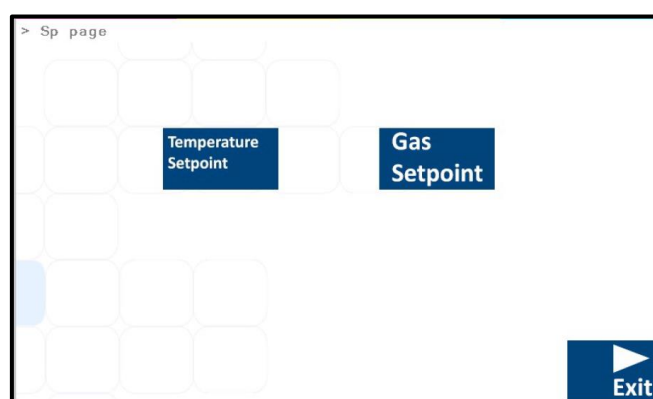 > Sp page
Temperature
Setpoint
Gas
Setpoint
Exit